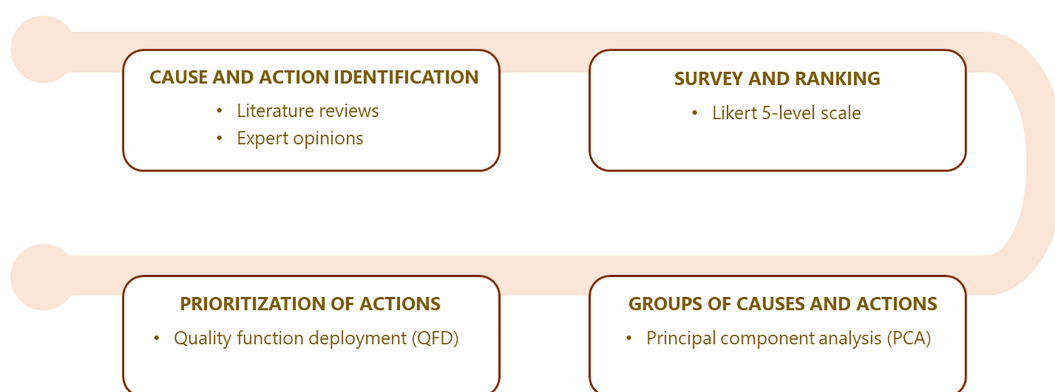 CAUSE AND ACTION IDENTIFICATION
• Literature reviews
• Expert opinions
SURVEY AND RANKING
• Likert 5-level scale
PRIORITIZATION OF ACTIONS
• Quality function deployment (QFD)
GROUPS OF CAUSES AND ACTIONS
• Principal component analysis (PCA)